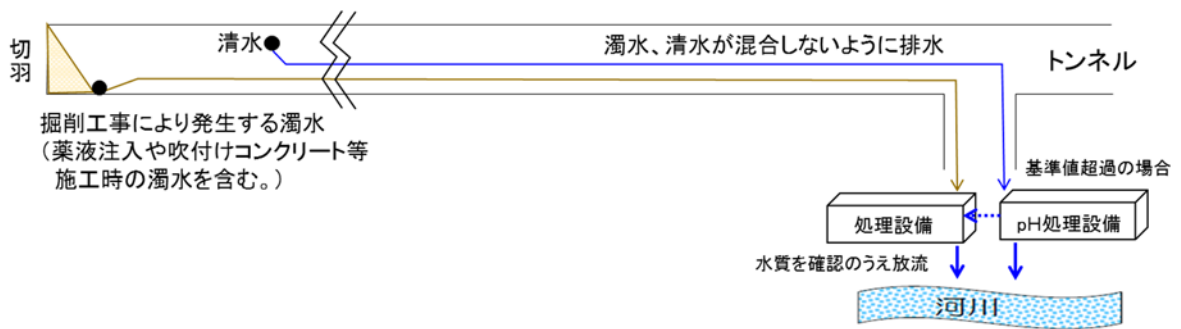 切羽
清水
濁水、清水が混合しないように排水
トンネル
掘削工事により発生する濁水
（薬液注入や吹付けコンクリート等
施工時の濁水を含む。）
基準値超過の場合
処理設備
pH処理設備
水質を確認のうえ放流
河川